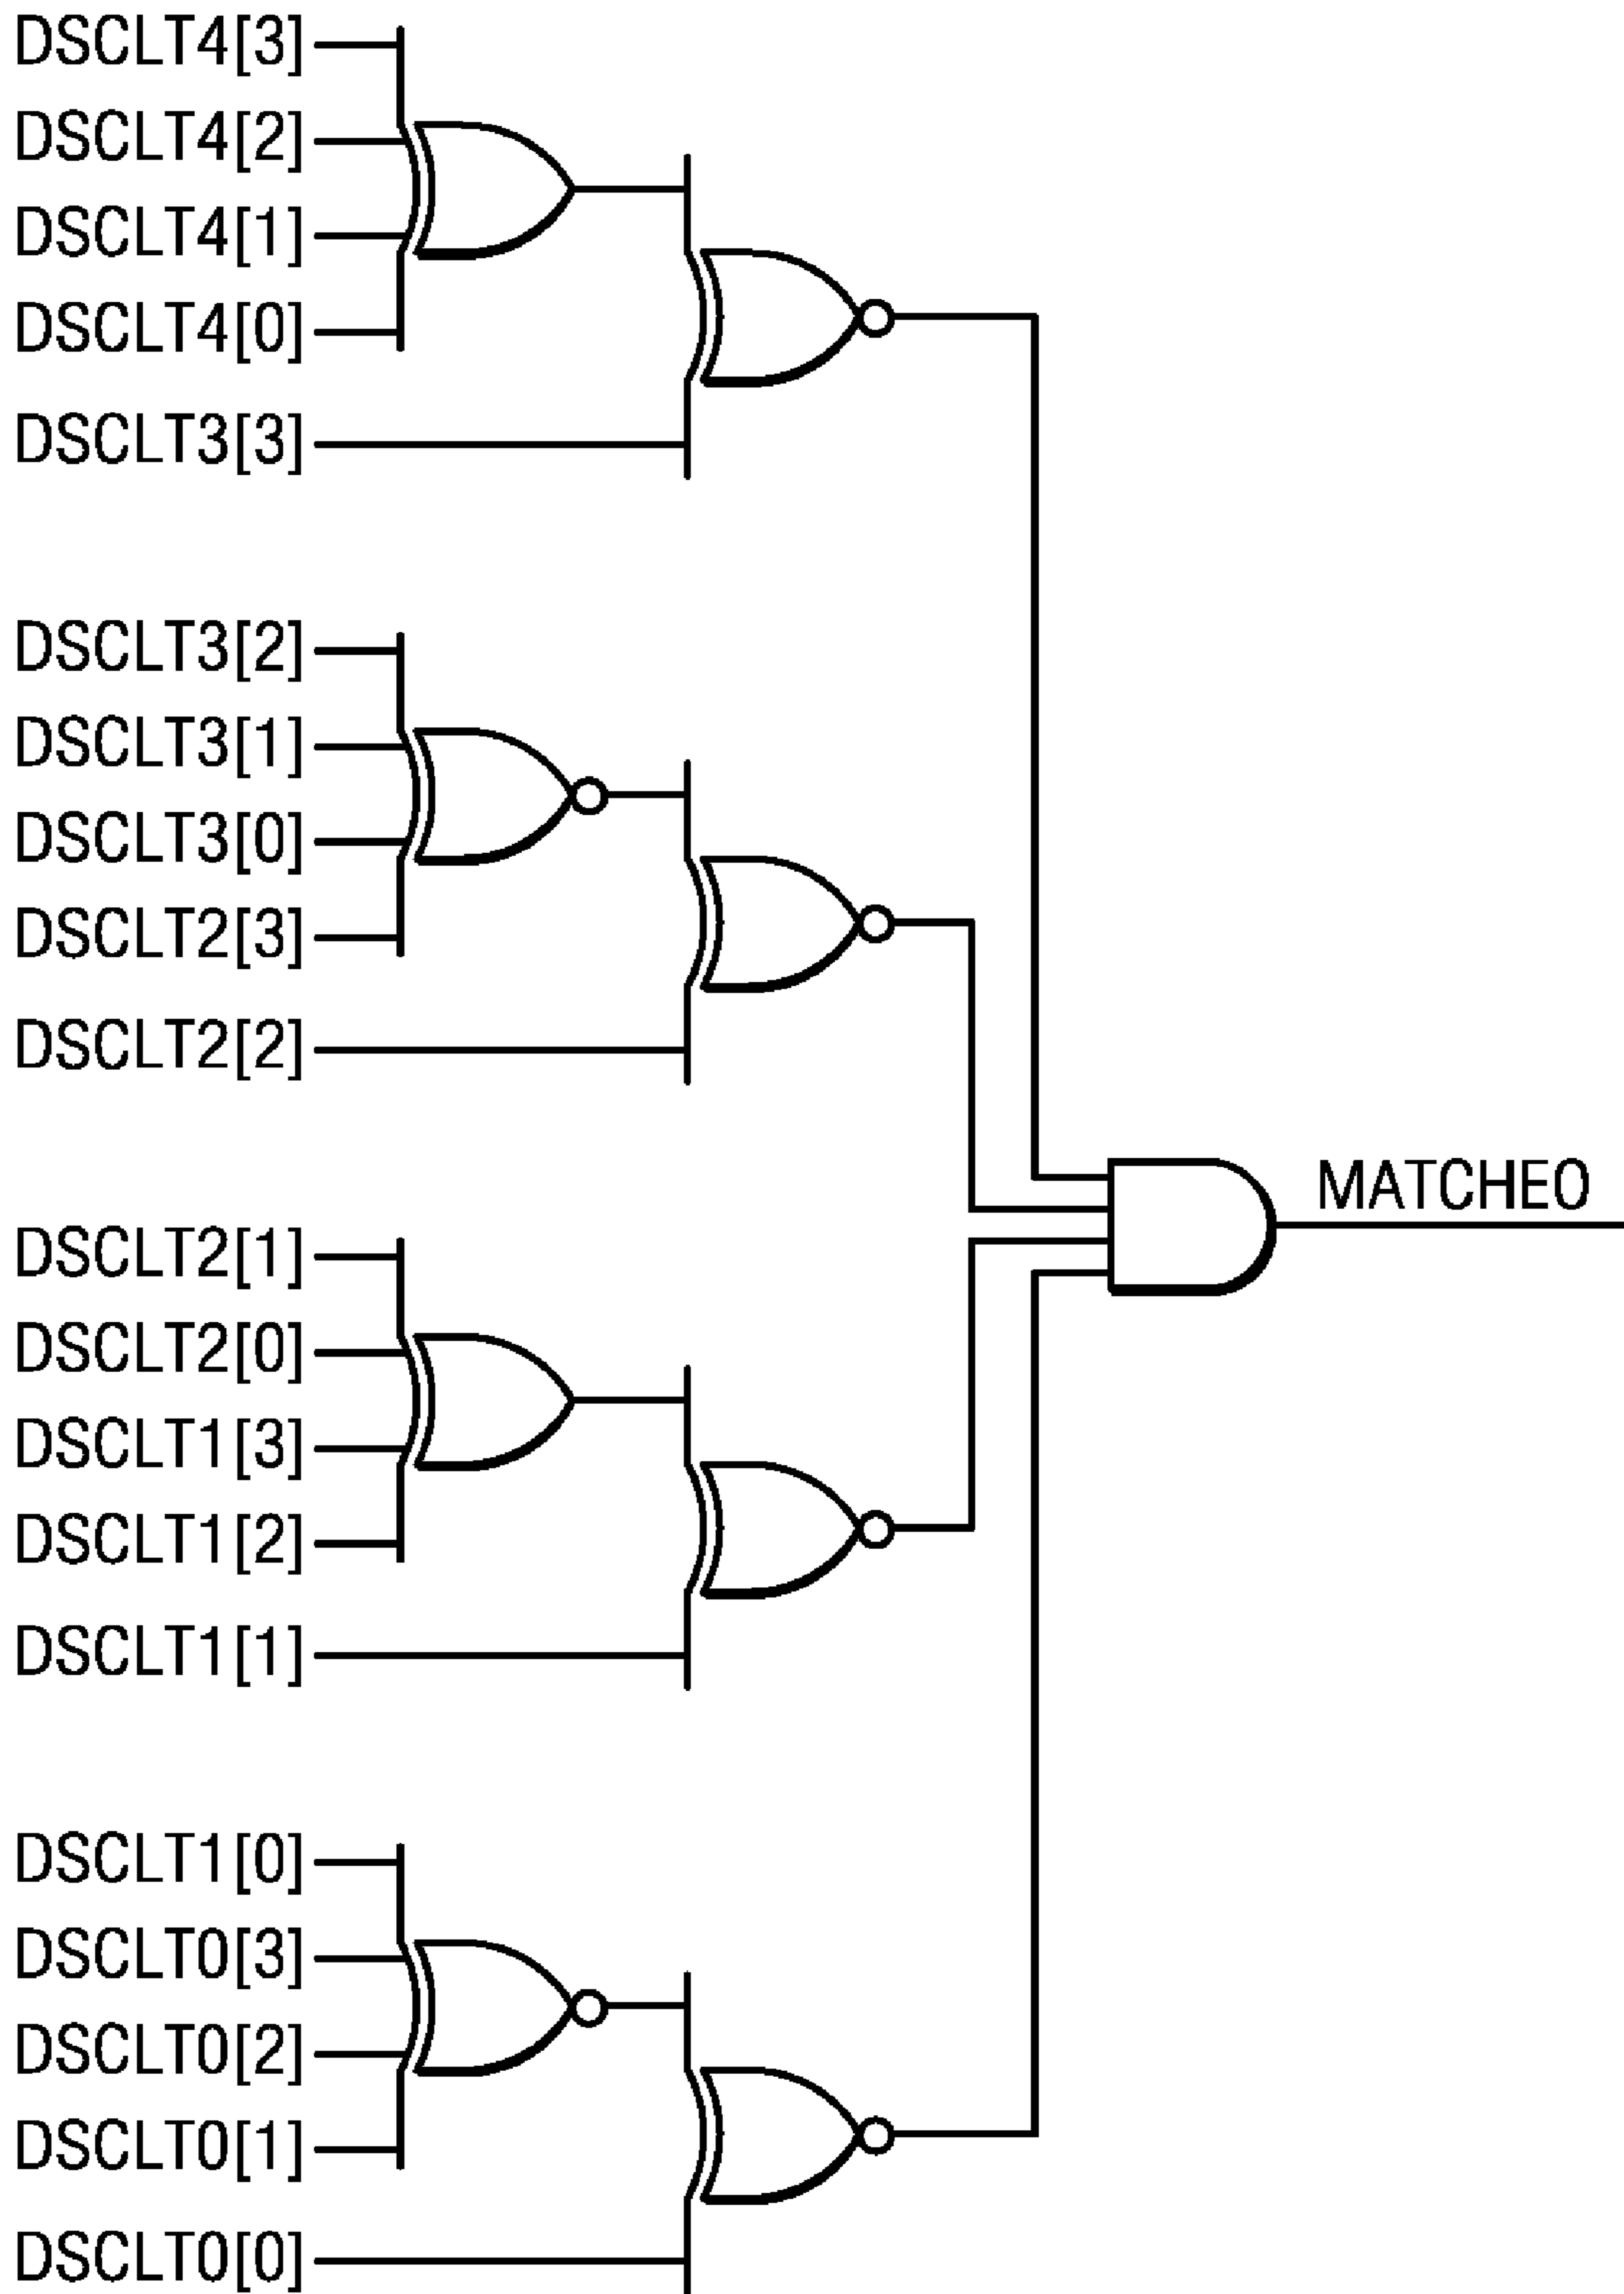 DSCLT4[3]
DSCLT4[2]
DSCLT4[1]
DSCLT4[0]
DSCLT3[3]
DSCLT3[2]
DSCLT3[1]
DSCLT3[0]
DSCLT2[3]
DSCLT2[2]
MATCHEO
DSCLT2[1]
DSCLT2[0]
DSCLT1[3]
DSCLT1[2]
DSCLT1[1]
DSCLT1[0]
DSCLT0[3]
DSCLT0[2]
DSCLT0[1]
DSCLT0[0]